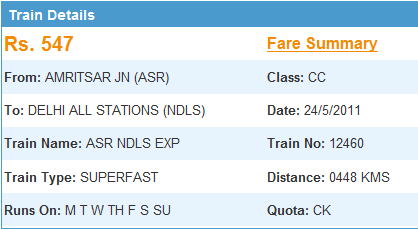 Train Details
Rs. 547 Fare Summary
From: AMRITSAR JN (ASR) Class: CC
To: DELHI ALL STATIONS (NDLS) Date: 24/5/2011
Train Name: ASR NDLS EXP Train No: 12460
Train Type: SUPERFAST Distance: 0448 KMS
Runs On: M T W TH F S SU Quota: CK